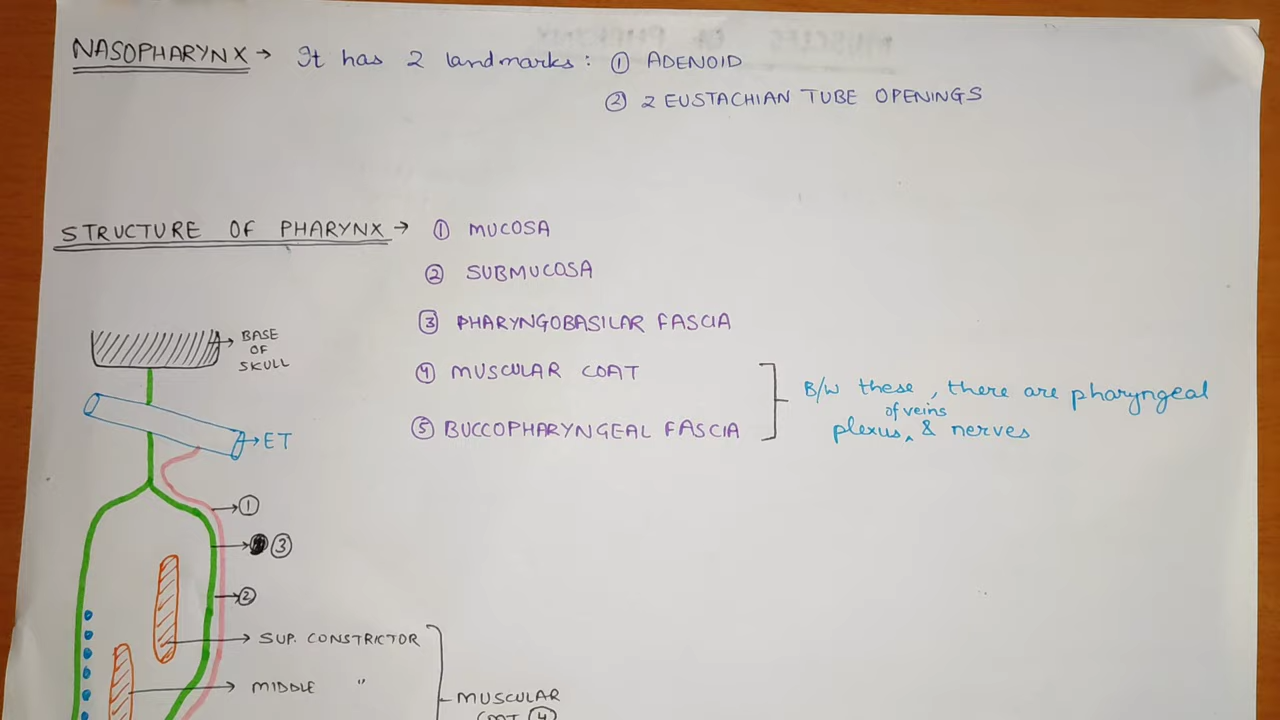 NASOPHARYNX → It has 2 landmarks: ① ADENOID
② 2 EUSTACHIAN TUBE OPENINGS
STRUCTURE OF PHARYNX → ① MUCOSA
② SUBMUCOSA
③ PHARYNGOBASILAR FASCIA
④ MUSCULAR COAT
⑤ BUCCOPHARYNGEAL FASCIA
B/W these, there are pharyngeal
plexus of veins & nerves
BASE
OF
SKULL
ET
①
③
②
SUP. CONSTRICTOR
MIDDLE "
MUSCULAR
COAT ④